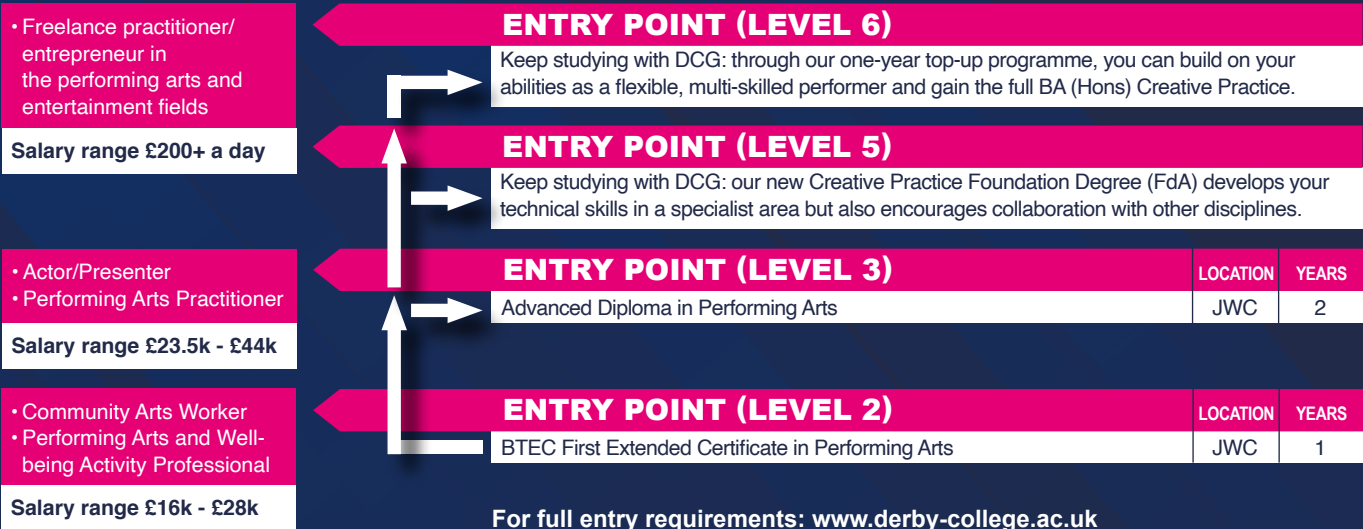 • Freelance practitioner/
entrepreneur in
the performing arts and
entertainment fields
Salary range £200+ a day
ENTRY POINT (LEVEL 6)
Keep studying with DCG: through our one-year top-up programme, you can build on your
abilities as a flexible, multi-skilled performer and gain the full BA (Hons) Creative Practice.
ENTRY POINT (LEVEL 5)
Keep studying with DCG: our new Creative Practice Foundation Degree (FdA) develops your
technical skills in a specialist area but also encourages collaboration with other disciplines.
• Actor/Presenter
• Performing Arts Practitioner
Salary range £23.5k - £44k
ENTRY POINT (LEVEL 3) LOCATION YEARS
Advanced Diploma in Performing Arts JWC 2
• Community Arts Worker
• Performing Arts and Well-
being Activity Professional
Salary range £16k - £28k
ENTRY POINT (LEVEL 2) LOCATION YEARS
BTEC First Extended Certificate in Performing Arts JWC 1
For full entry requirements: www.derby-college.ac.uk